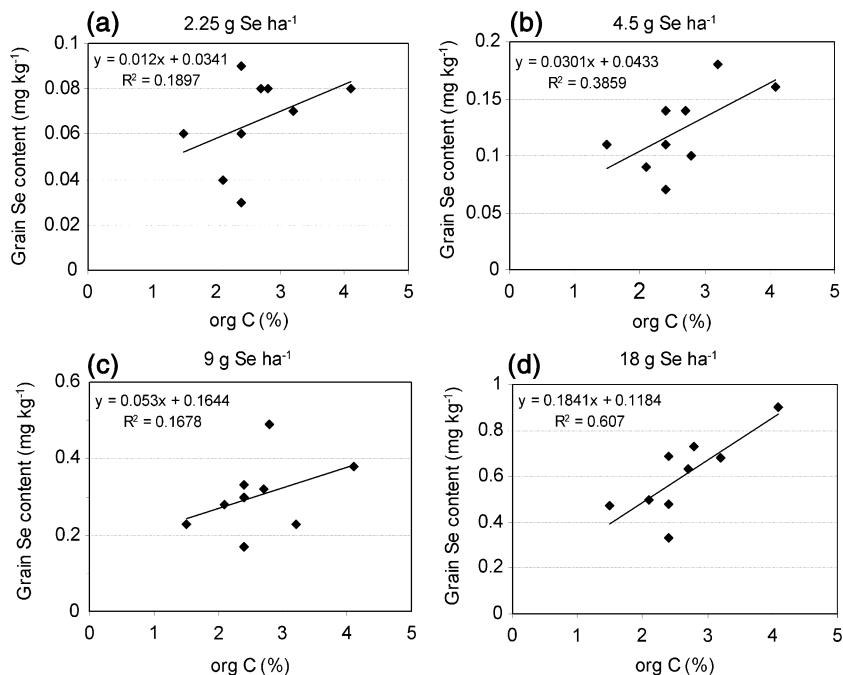 (a)
2.25 g Se ha⁻¹
y = 0.012x + 0.0341
R² = 0.1897
0.1
0.08
0.06
0.04
0.02
0
Grain Se content (mg kg⁻¹)
0 1 2 3 4 5
org C (%)
(b)
4.5 g Se ha⁻¹
y = 0.0301x + 0.0433
R² = 0.3859
0.2
0.15
0.1
0.05
0
Grain Se content (mg kg⁻¹)
0 1 2 3 4 5
org C (%)
(c)
9 g Se ha⁻¹
y = 0.053x + 0.1644
R² = 0.1678
0.6
0.4
0.2
0
Grain Se content (mg kg⁻¹)
0 1 2 3 4 5
org C (%)
(d)
18 g Se ha⁻¹
y = 0.1841x + 0.1184
R² = 0.607
1
0.8
0.6
0.4
0.2
0
Grain Se content (mg kg⁻¹)
0 1 2 3 4 5
org C (%)